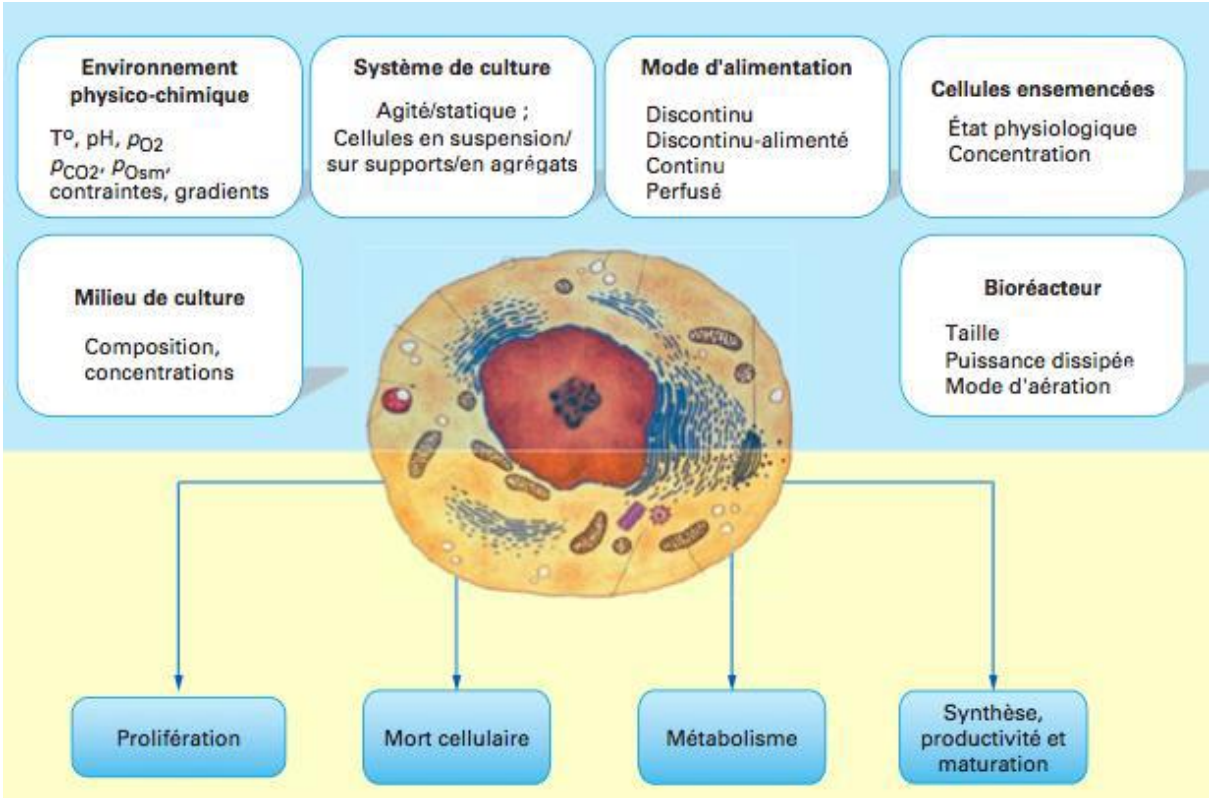 Environnement
physico-chimique
T°, pH, pO2
pCO2, pOsm,
contraintes, gradients
Système de culture
Agité/statique ;
Cellules en suspension/
sur supports/en agrégats
Mode d'alimentation
Discontinu
Discontinu-alimenté
Continu
Perfusé
Cellules ensemencées
État physiologique
Concentration
Milieu de culture
Composition,
concentrations
Bioréacteur
Taille
Puissance dissipée
Mode d'aération
Prolifération
Mort cellulaire
Métabolisme
Synthèse,
productivité et
maturation